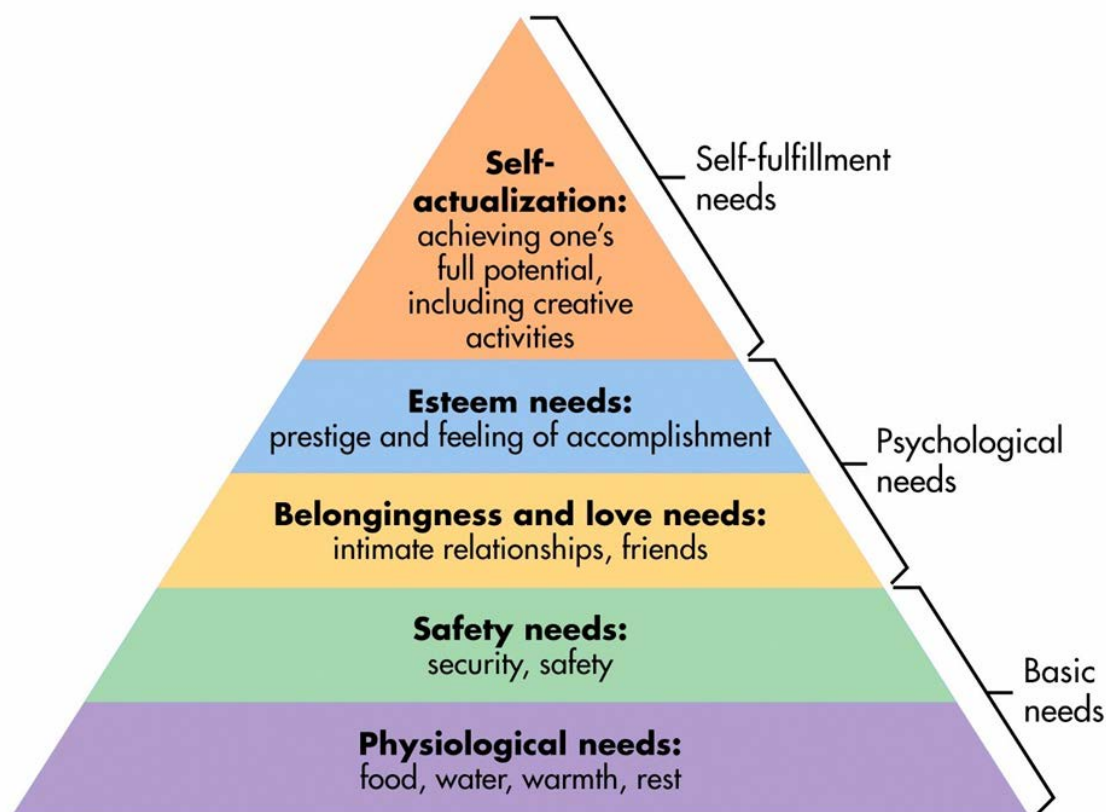 Self-
actualization:
achieving one's
full potential,
including creative
activities
Self-fulfillment
needs
Esteem needs:
prestige and feeling of accomplishment
Psychological
needs
Belongingness and love needs:
intimate relationships, friends
Safety needs:
security, safety
Basic
needs
Physiological needs:
food, water, warmth, rest